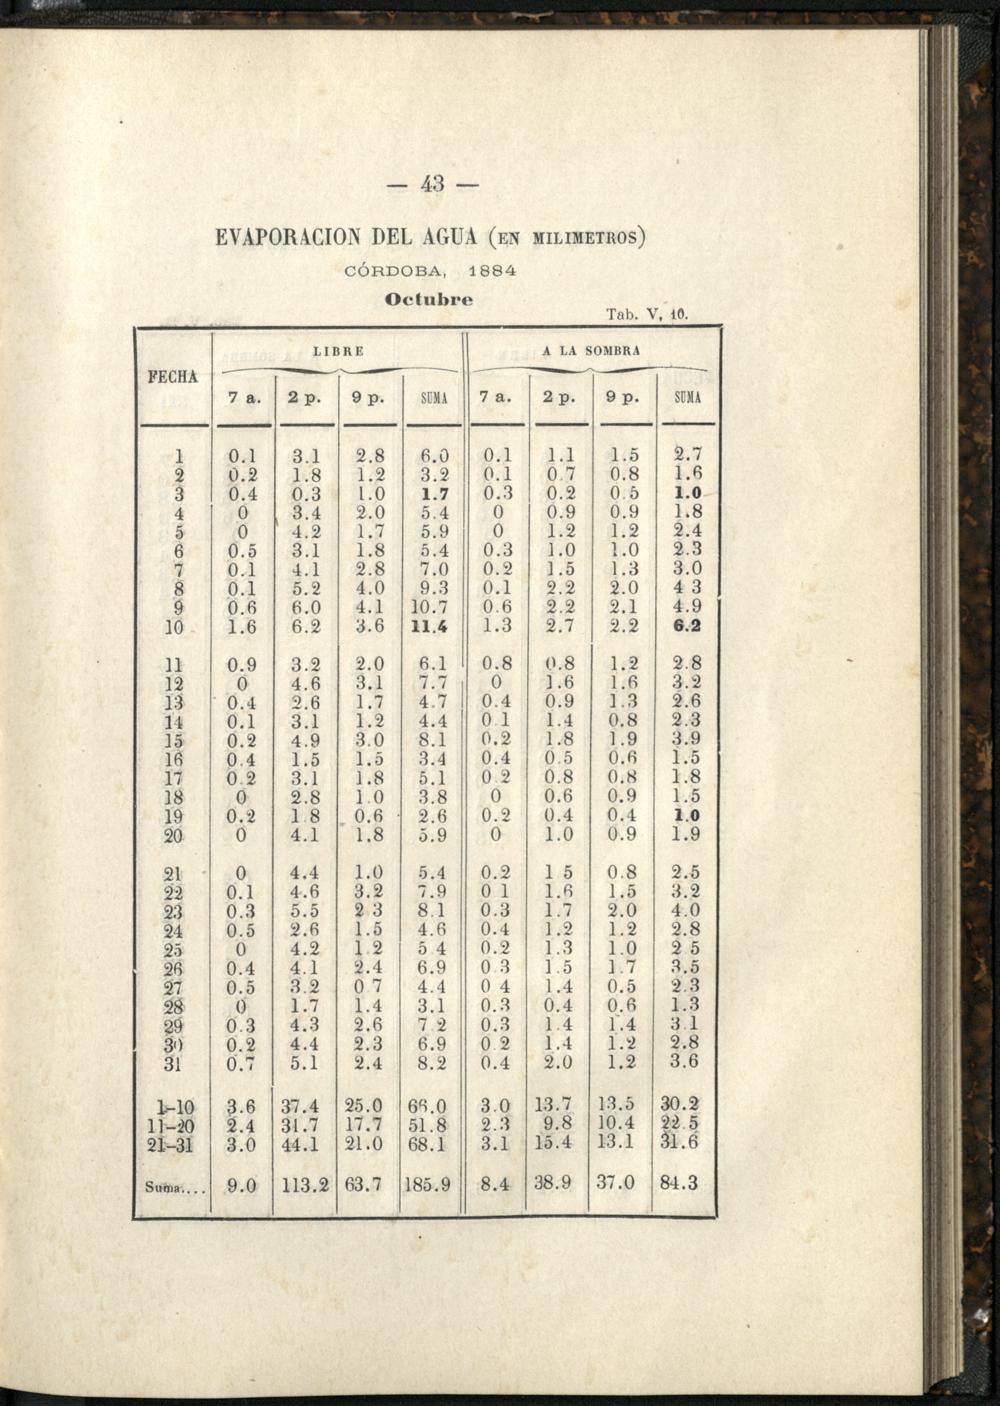 — 43 —
EVAPORACION DEL AGUA (EN MILIMETROS)
CÓRDOBA, 1884
Octubre
Tab. V, 10.
FECHA LIBRE A LA SOMBRA
7 a. 2 p. 9 p. SUMA 7 a. 2 p. 9 p. SUMA
1 0.1 3.1 2.8 6.0 0.1 1.1 1.5 2.7
2 0.2 1.8 1.2 3.2 0.1 0.7 0.8 1.6
3 0.4 0.3 1.0 1.7 0.3 0.2 0.5 1.0
4 0 3.4 2.0 5.4 0 0.9 0.9 1.8
5 0 4.2 1.7 5.9 0 1.2 1.2 2.4
6 0.5 3.1 1.8 5.4 0.3 1.0 1.0 2.3
7 0.1 4.1 2.8 7.0 0.2 1.5 1.3 3.0
8 0.1 5.2 4.0 9.3 0.1 2.2 2.0 4 3
9 0.6 6.0 4.1 10.7 0.6 2.2 2.1 4.9
10 1.6 6.2 3.6 11.4 1.3 2.7 2.2 6.2
11 0.9 3.2 2.0 6.1 0.8 0.8 1.2 2.8
12 0 4.6 3.1 7.7 0 1.6 1.6 3.2
13 0.4 2.6 1.7 4.7 0.4 0.9 1.3 2.6
14 0.1 3.1 1.2 4.4 0 1 1.4 0.8 2.3
15 0.2 4.9 3.0 8.1 0.2 1.8 1.9 3.9
16 0.4 1.5 1.5 3.4 0.4 0.5 0.6 1.5
17 0.2 3.1 1.8 5.1 0 2 0.8 0.8 1.8
18 0 2.8 1.0 3.8 0 0.6 0.9 1.5
19 0.2 1.8 0.6 2.6 0.2 0.4 0.4 1.0
20 0 4.1 1.8 5.9 0 1.0 0.9 1.9
21 0 4.4 1.0 5.4 0.2 1 5 0.8 2.5
22 0.1 4.6 3.2 7.9 0 1 1.6 1.5 3.2
23 0.3 5.5 2 3 8.1 0.3 1.7 2.0 4.0
24 0.5 2.6 1.5 4.6 0.4 1.2 1.2 2.8
25 0 4.2 1.2 5 4 0.2 1.3 1.0 2 5
26 0.4 4.1 2.4 6.9 0 3 1.5 1.7 3.5
27 0.5 3.2 0 7 4.4 0 4 1.4 0.5 2.3
28 0 1.7 1.4 3.1 0.3 0.4 0.6 1.3
29 0.3 4.3 2.6 7 2 0.3 1.4 1.4 3.1
30 0.2 4.4 2.3 6.9 0.2 1.4 1.2 2.8
31 0.7 5.1 2.4 8.2 0.4 2.0 1.2 3.6
1-10 3.6 37.4 25.0 66.0 3.0 13.7 13.5 30.2
11-20 2.4 31.7 17.7 51.8 2.3 9.8 10.4 22.5
21-31 3.0 44.1 21.0 68.1 3.1 15.4 13.1 31.6
Suma.... 9.0 113.2 63.7 185.9 8.4 38.9 37.0 84.3